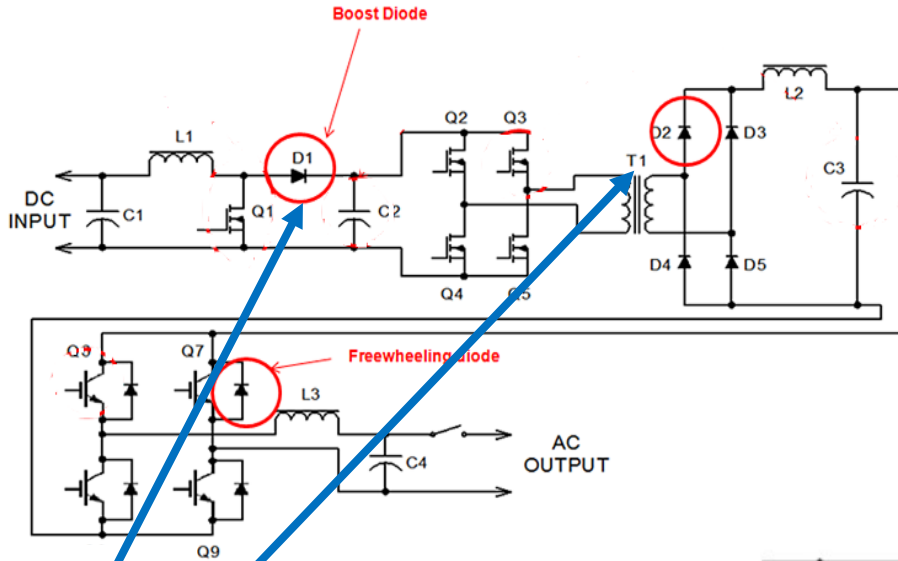 Boost Diode
L1
D1
Q2
Q3
L2
D2
D3
T1
C3
DC
INPUT
C1
Q1
C2
D4
D5
Q4
Q5
Q7
Freewheeling diode
L3
AC
OUTPUT
C4
Q9